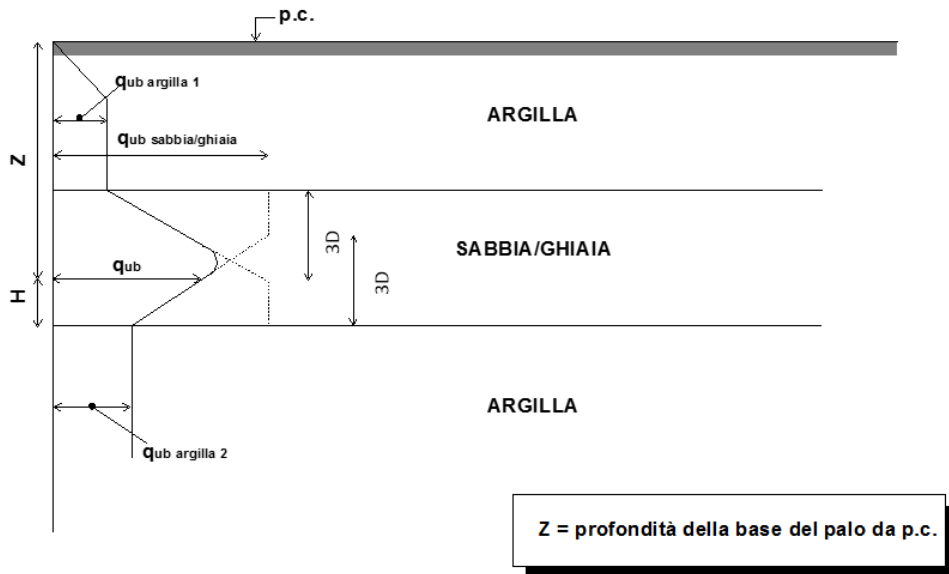 p.c.
qub argilla 1
ARGILLA
qub sabbia/ghiaia
Z
3D
SABBIA/GHIAIA
qub
3D
H
ARGILLA
qub argilla 2
Z = profondità della base del palo da p.c.